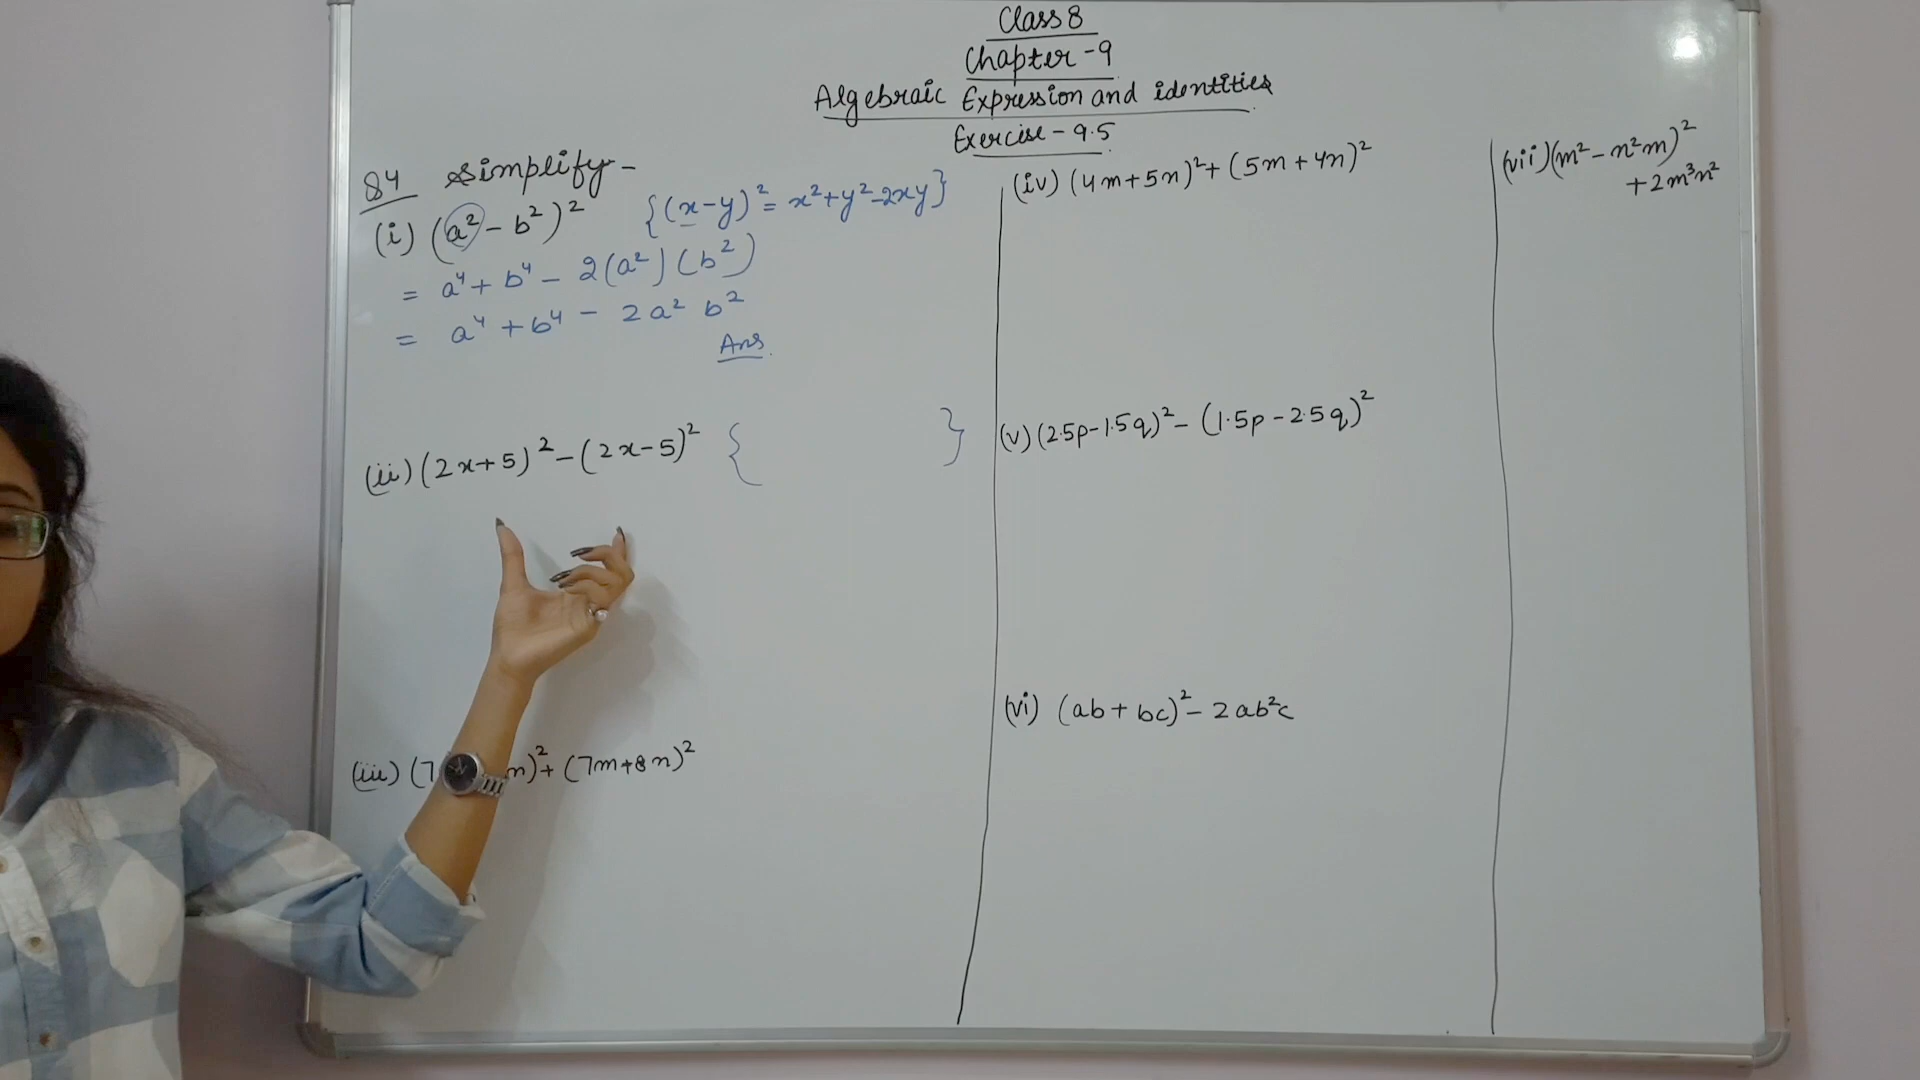 Class 8
Chapter - 9
Algebraic Expression and identities
Exercise - 9.5
84 Simplify -
(i) (a² - b²)² {(x-y)² = x²+y²-2xy}
= a⁴ + b⁴ - 2(a²)(b²)
= a⁴ + b⁴ - 2a² b²
Ans.
(ii) (2x+5)² - (2x-5)² { }
(iii) (7 n)² + (7m+8n)²
(iv) (4m+5n)² + (5m+4n)²
(v) (2.5p-1.5q)² - (1.5p-2.5q)²
(vi) (ab + bc)² - 2ab²c
(vii) (m² - n²m)²
+2m³n²